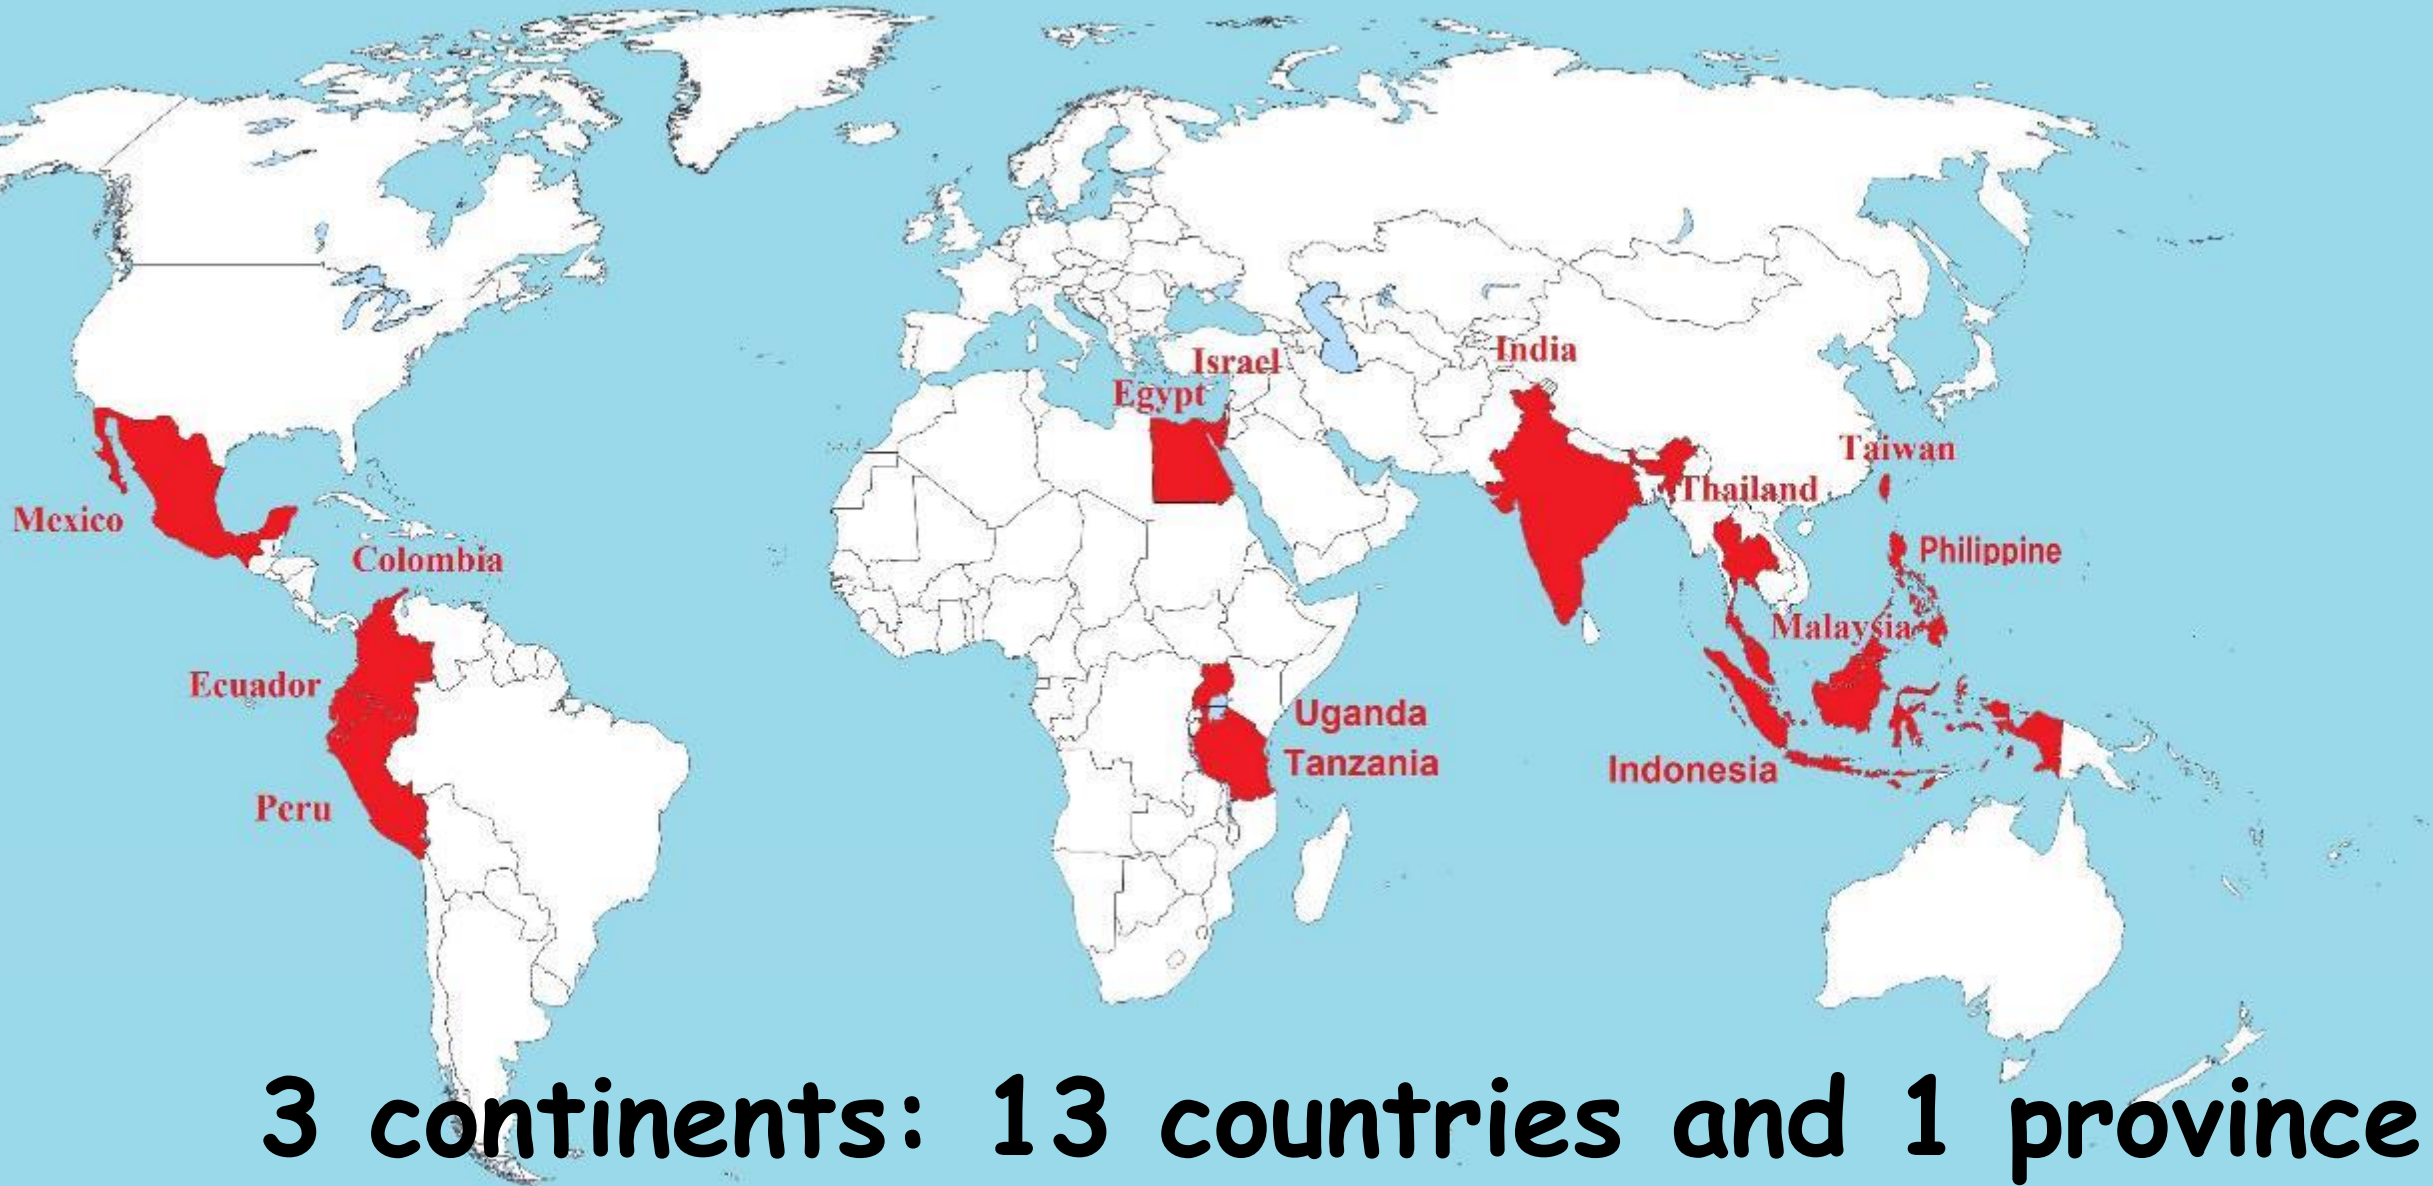 Israel
India
Egypt
Taiwan
Thailand
Mexico
Philippine
Colombia
Malaysia
Ecuador
Uganda
Tanzania
Indonesia
Peru
3 continents: 13 countries and 1 province